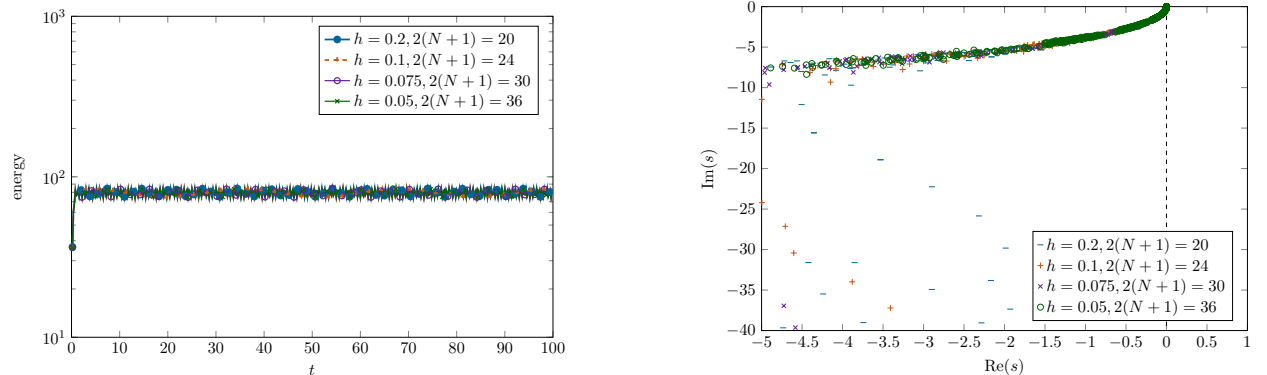 10^3
10^2
10^1
energy
0 10 20 30 40 50 60 70 80 90 100
t
h = 0.2, 2(N + 1) = 20
h = 0.1, 2(N + 1) = 24
h = 0.075, 2(N + 1) = 30
h = 0.05, 2(N + 1) = 36
0
−5
−10
−15
−20
−25
−30
−35
−40
Im(s)
−5 −4.5 −4 −3.5 −3 −2.5 −2 −1.5 −1 −0.5 0 0.5 1
Re(s)
h = 0.2, 2(N + 1) = 20
h = 0.1, 2(N + 1) = 24
h = 0.075, 2(N + 1) = 30
h = 0.05, 2(N + 1) = 36